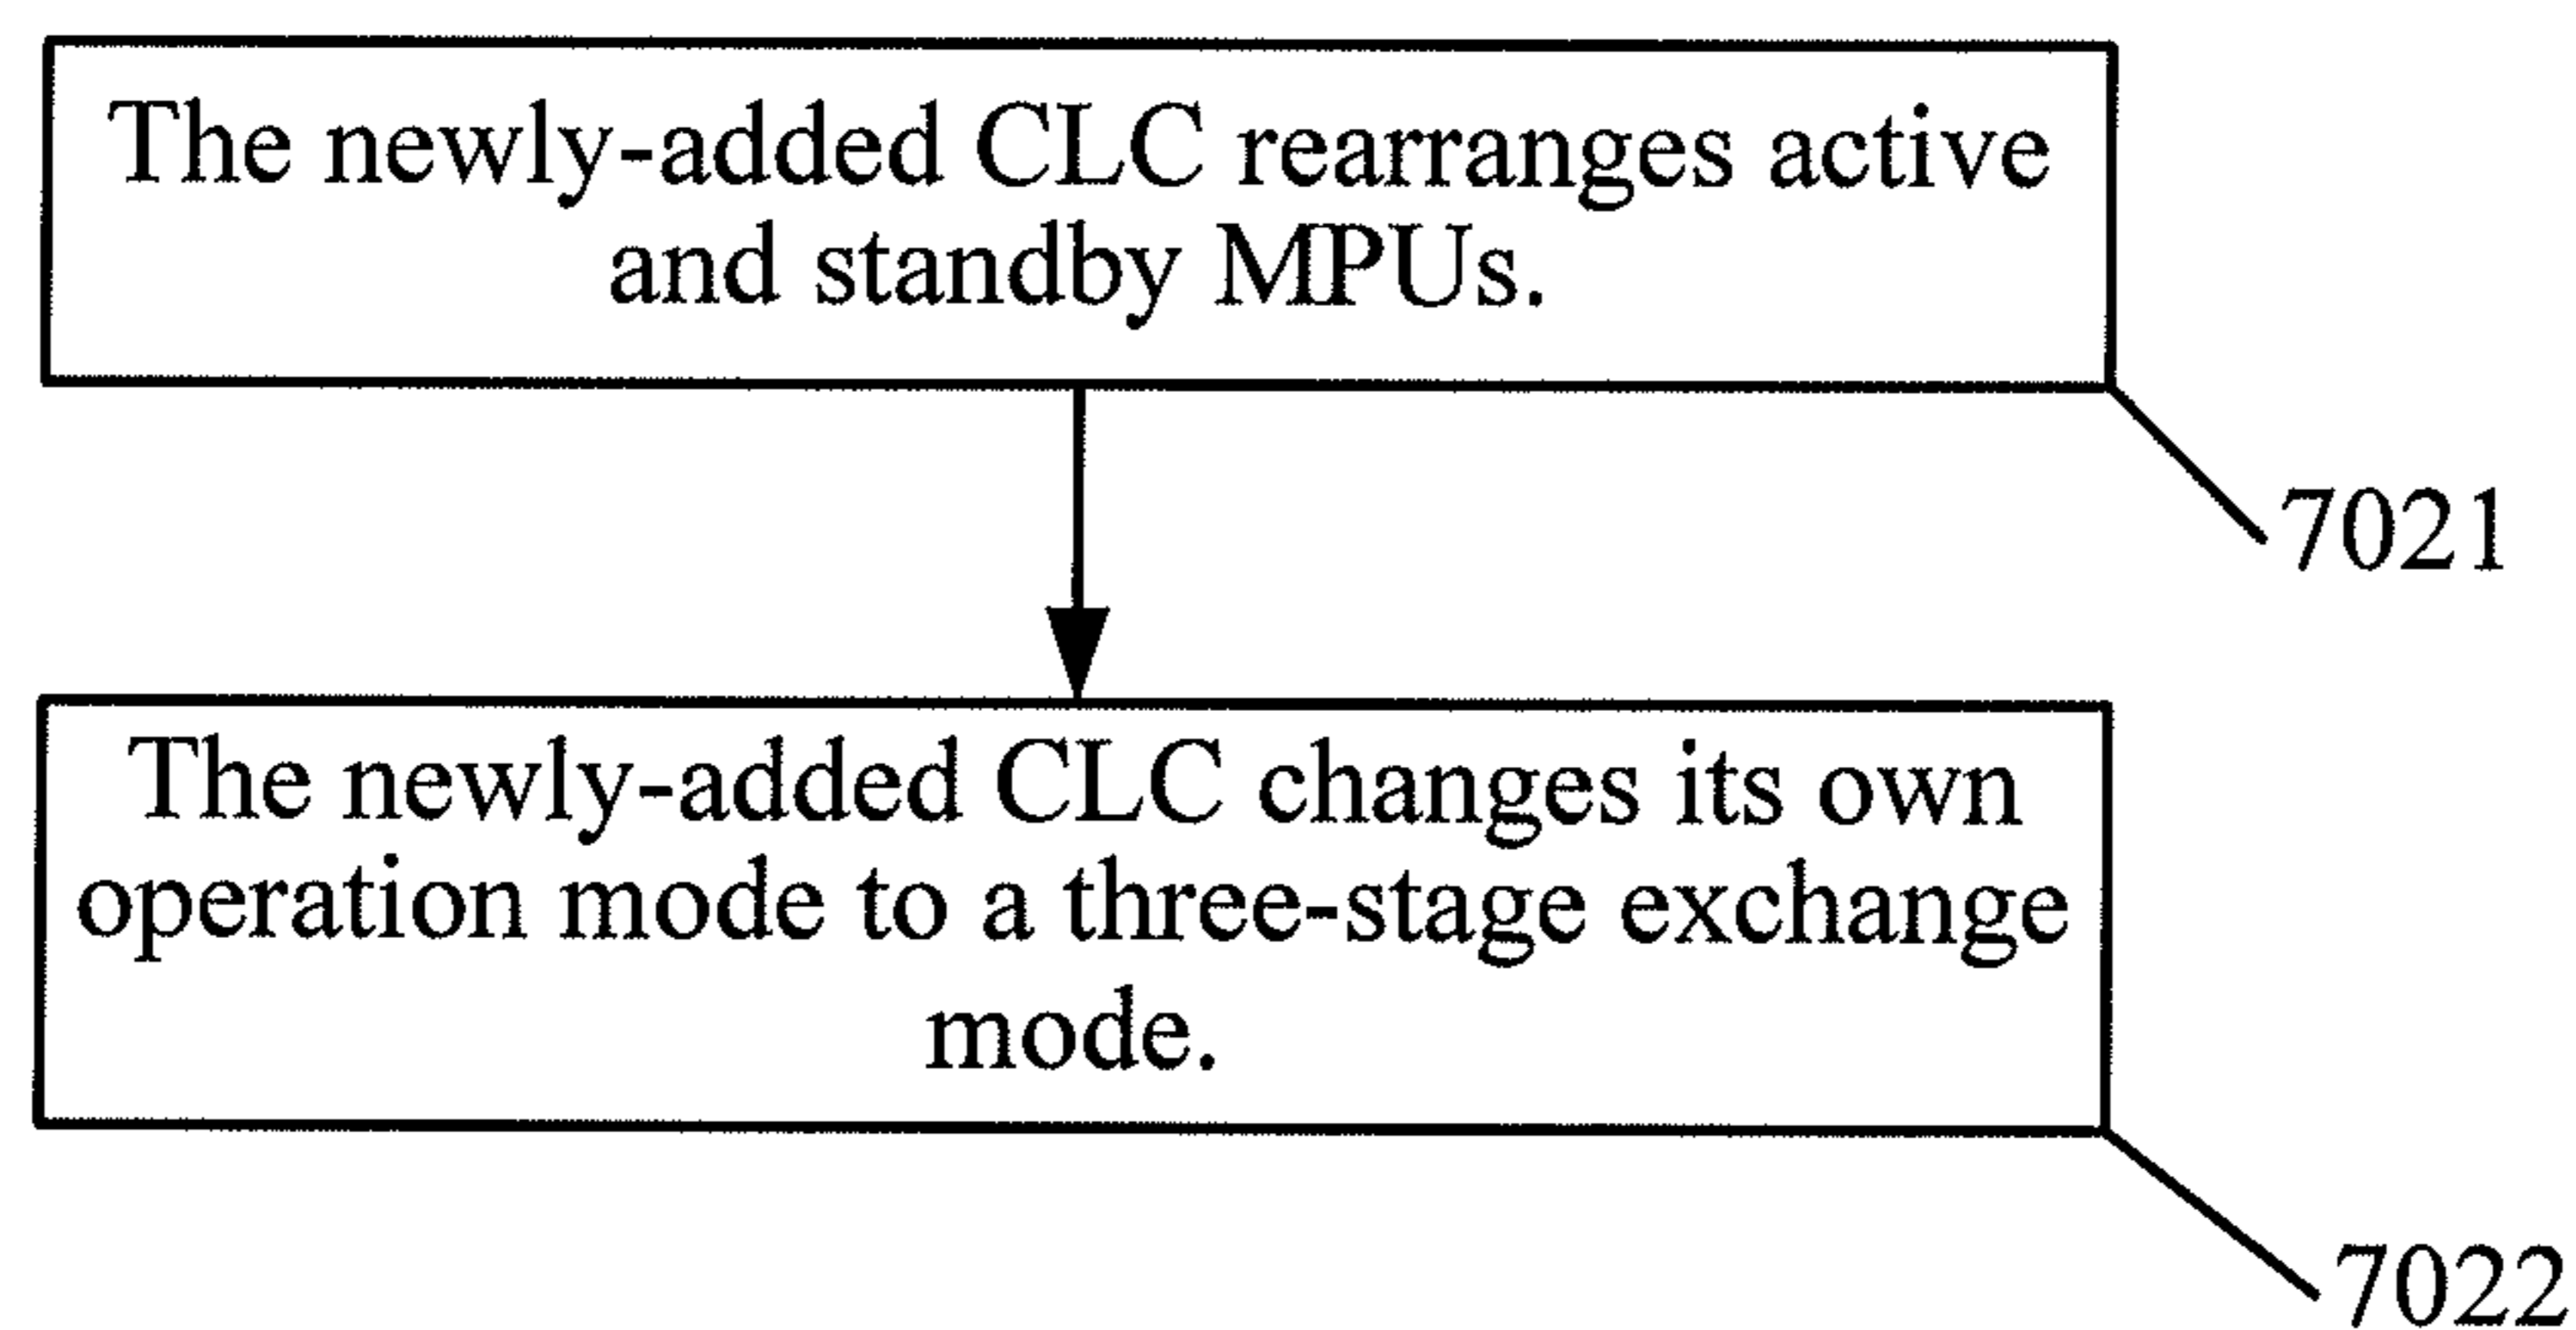 The newly-added CLC rearranges active
and standby MPUs.
7021
The newly-added CLC changes its own
operation mode to a three-stage exchange
mode.
7022